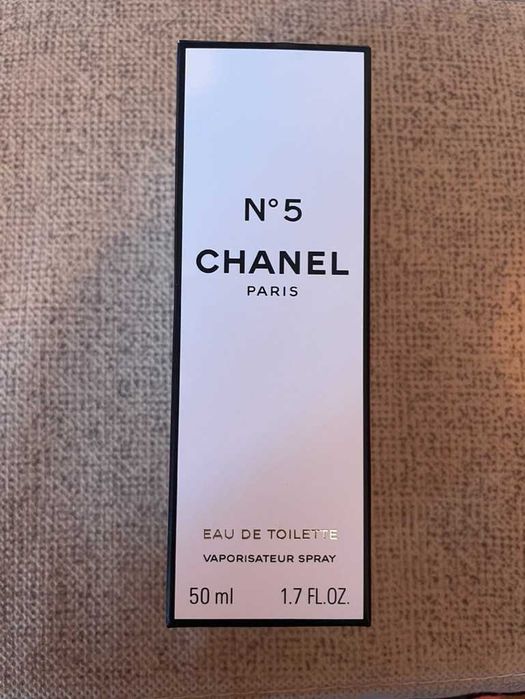 N°5
CHANEL
PARIS
EAU DE TOILETTE
VAPORISATEUR SPRAY
50 ml 1.7 FL.OZ.